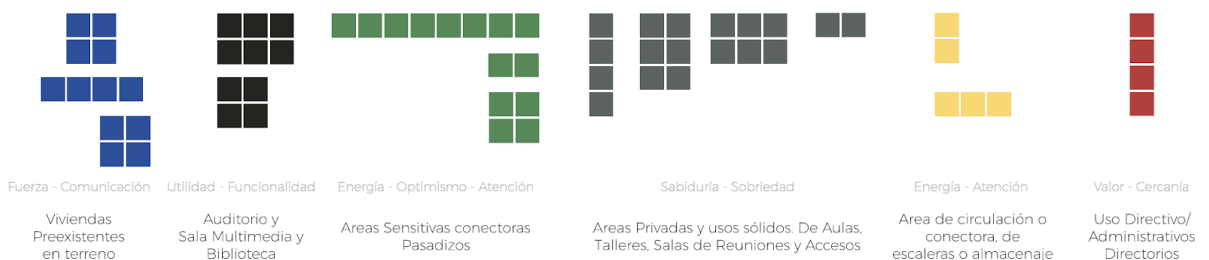 Fuerza - Comunicación
Utilidad - Funcionalidad
Energía - Optimismo - Atención
Sabiduría - Sobriedad
Energía - Atención
Valor - Cercanía
Viviendas
Preexistentes
en terreno
Auditorio y
Sala Multimedia y
Biblioteca
Areas Sensitivas conectoras
Pasadizos
Areas Privadas y usos sólidos. De Aulas,
Talleres, Salas de Reuniones y Accesos
Area de circulación o
conectora, de
escaleras o almacenaje
Uso Directivo/
Administrativos
Directorios